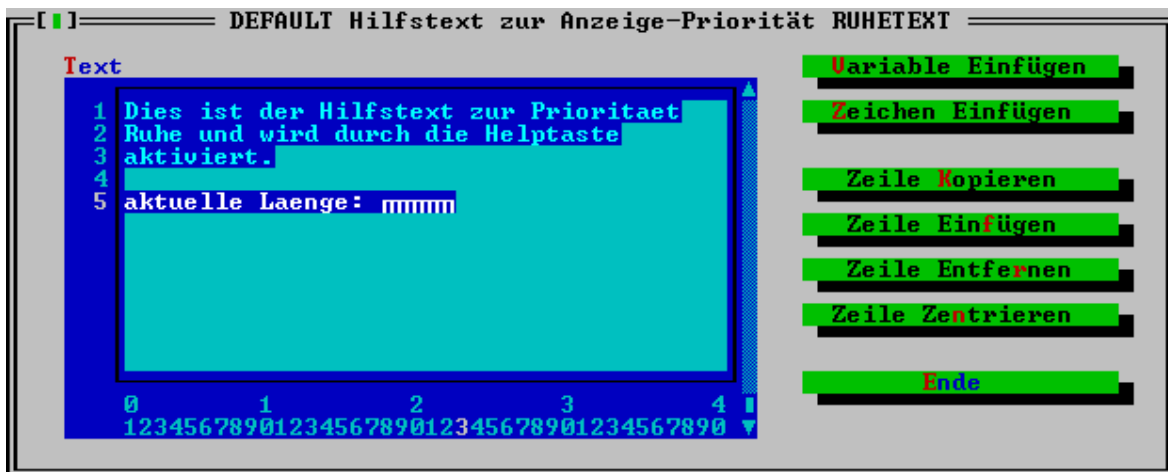 [▮] DEFAULT Hilfstext zur Anzeige-Priorität RUHETEXT
Text
1 Dies ist der Hilfstext zur Prioritaet
2 Ruhe und wird durch die Helptaste
3 aktiviert.
4
5 aktuelle Laenge:
0 1 2 3 4
1234567890123456789012345678901234567890
Variable Einfügen
Zeichen Einfügen
Zeile Kopieren
Zeile Einfügen
Zeile Entfernen
Zeile Zentrieren
Ende